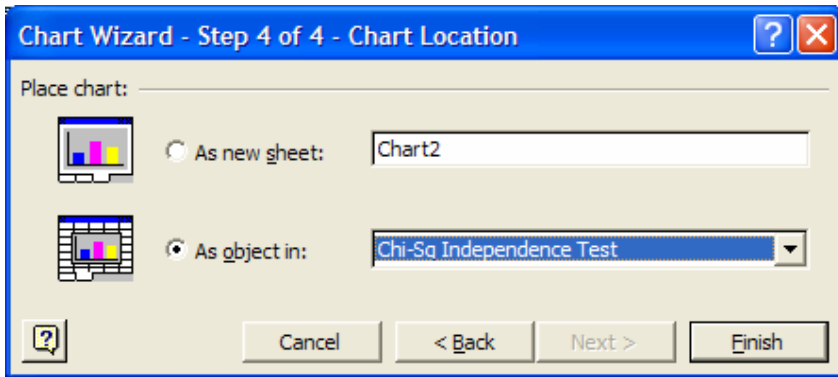 Chart Wizard - Step 4 of 4 - Chart Location
Place chart:
As new sheet: Chart2
As object in: Chi-Sq Independence Test
Cancel < Back Next > Finish